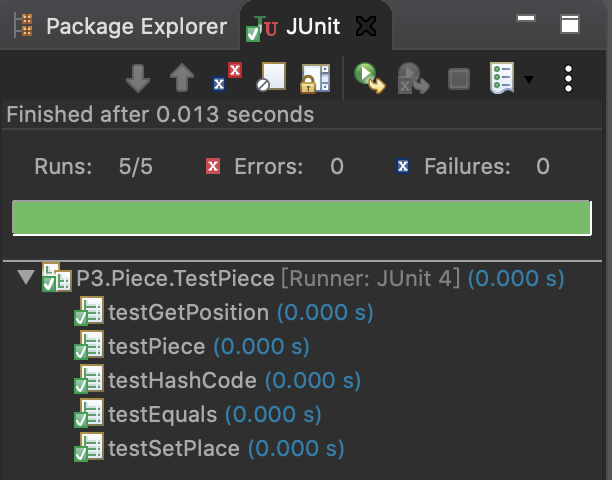 Package Explorer JUnit
Finished after 0.013 seconds
Runs: 5/5 Errors: 0 Failures: 0
P3.Piece.TestPiece [Runner: JUnit 4] (0.000 s)
testGetPosition (0.000 s)
testPiece (0.000 s)
testHashCode (0.000 s)
testEquals (0.000 s)
testSetPlace (0.000 s)